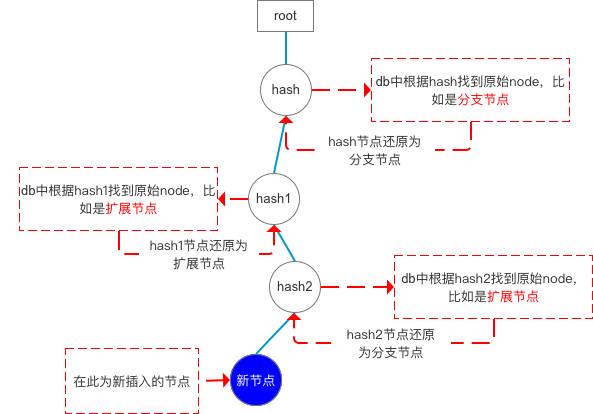 root
hash
db中根据hash找到原始node，比
如是分支节点
hash节点还原为
分支节点
db中根据hash1找到原始node，比
如是扩展节点
hash1
hash1节点还原为
扩展节点
hash2
db中根据hash2找到原始node，
比如是扩展节点
hash2节点还原
为分支节点
在此为新插入的节点
新节点